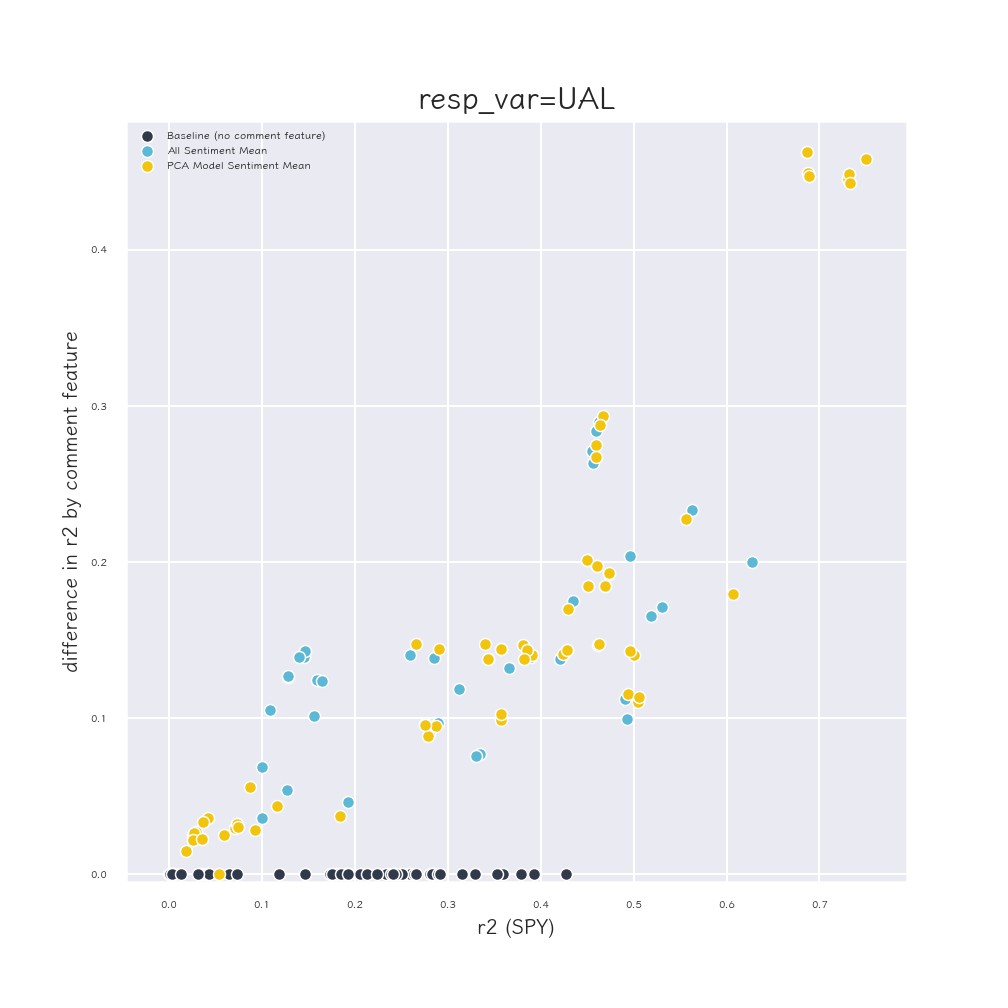 resp_var=UAL
Baseline (no comment feature)
All Sentiment Mean
PCA Model Sentiment Mean
difference in r2 by comment feature
0.4
0.3
0.2
0.1
0.0
0.0 0.1 0.2 0.3 0.4 0.5 0.6 0.7
r2 (SPY)